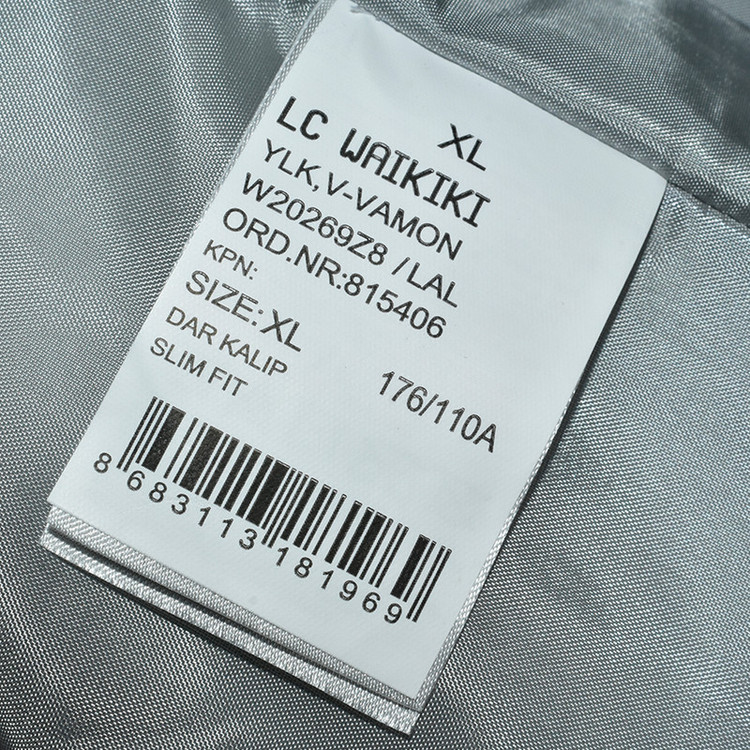 XL
LC WAIKIKI
YLK,V-VAMON
W20269Z8 /LAL
ORD.NR:815406
KPN:
SIZE: XL
DAR KALIP 176/110A
SLIM FIT
8 683113 181969